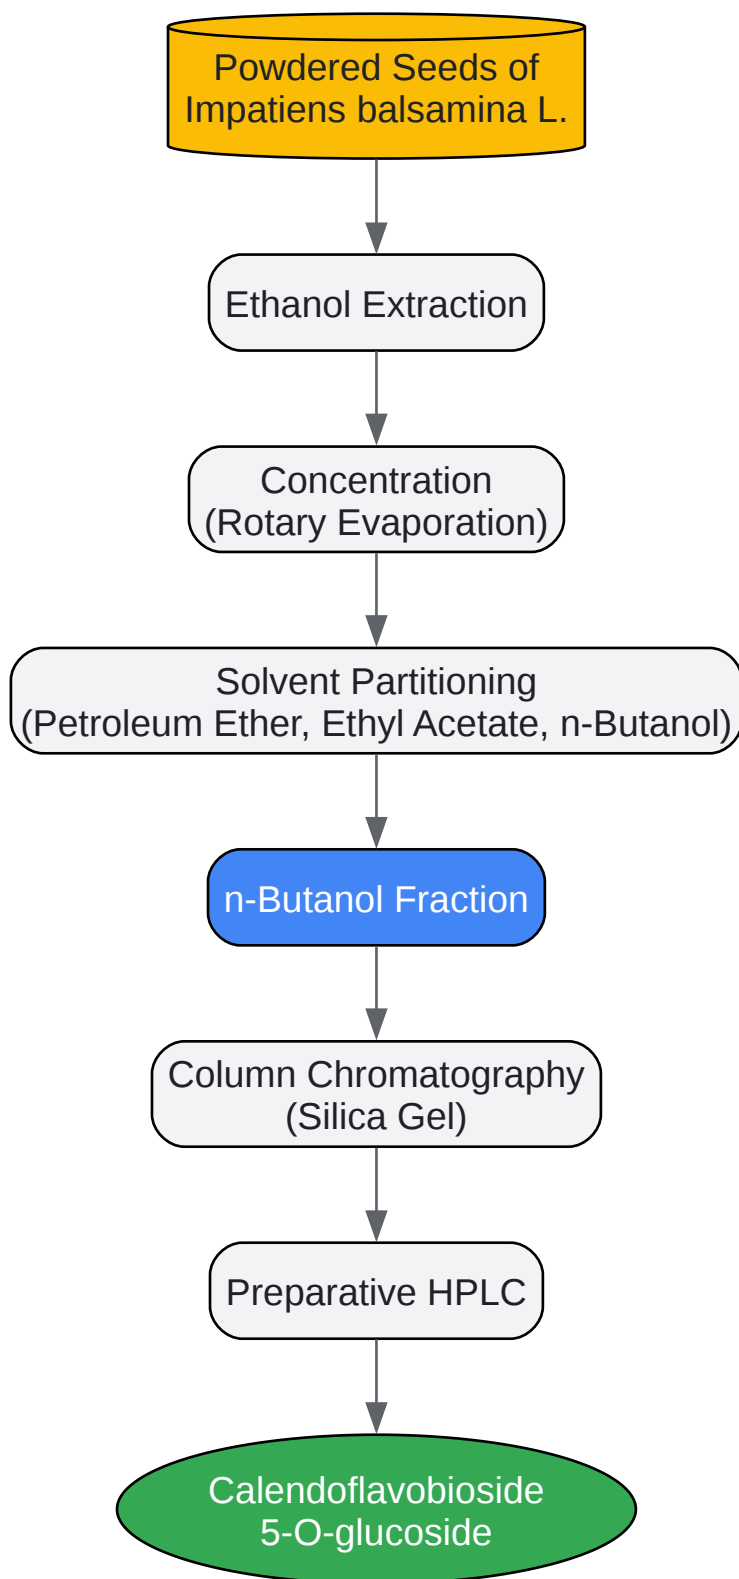 Powdered Seeds of
Impatiens balsamina L.
Ethanol Extraction
Concentration
(Rotary Evaporation)
Solvent Partitioning
(Petroleum Ether, Ethyl Acetate, n-Butanol)
n-Butanol Fraction
Column Chromatography
(Silica Gel)
Preparative HPLC
Calendoflavobioside
5-O-glucoside